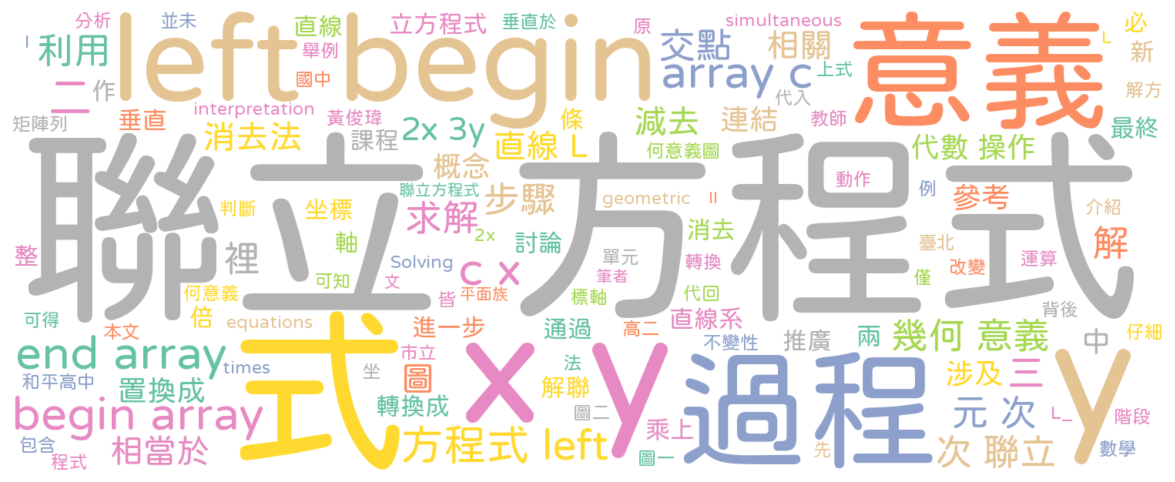 分析 並未 直線 立方程式 垂直於 原 simultaneous 意義 L 必
l 利用 舉例 left begin 交點 相關 新
二 作 國中 array c 上式 解方
矩陣列 垂直 interpretation 黃俊瑋 2x 3y 條 減去 連結 代入 教師 最終
消去法 課程 直線 L 何意義圖 代數 操作
聯立方程式
概念 動作
判斷 坐標 聯立方程式 步驟 geometric II 例 參考 介紹
整 裡 軸 求解 2x 討論 消去 臺北 解
可知 Solving 單元 轉換 改變 運算
何意義 文 c x 筆者
可得 倍 皆 平面族 標軸 代回 背後
本文 equations 式 進一步 通過 高二 直線系 推廣 兩 幾何 意義 中 仔細
end array 市立 x y 法 不變性 過程 y
和平高中 times 坐 圖 解聯 涉及 三
置換成 轉換成 圖二 元 次 L_ 階段
begin array 乘上
包含 相當於 方程式 left 圖一 先 次 聯立 數學
程式